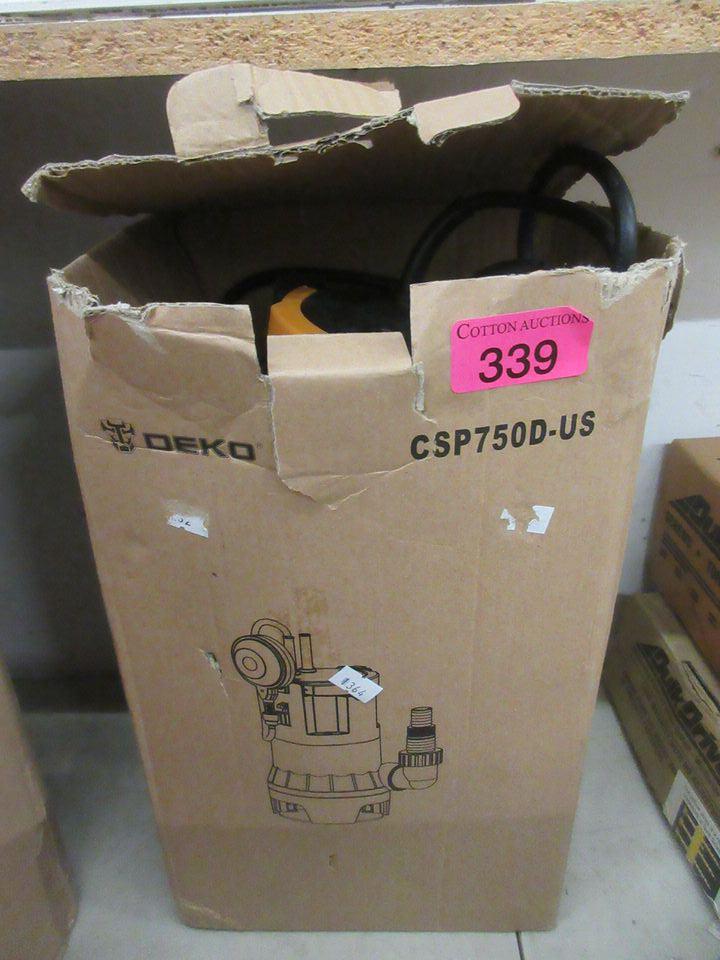 COTTON AUCTIONS
339
DEKO®
CSP750D-US
364